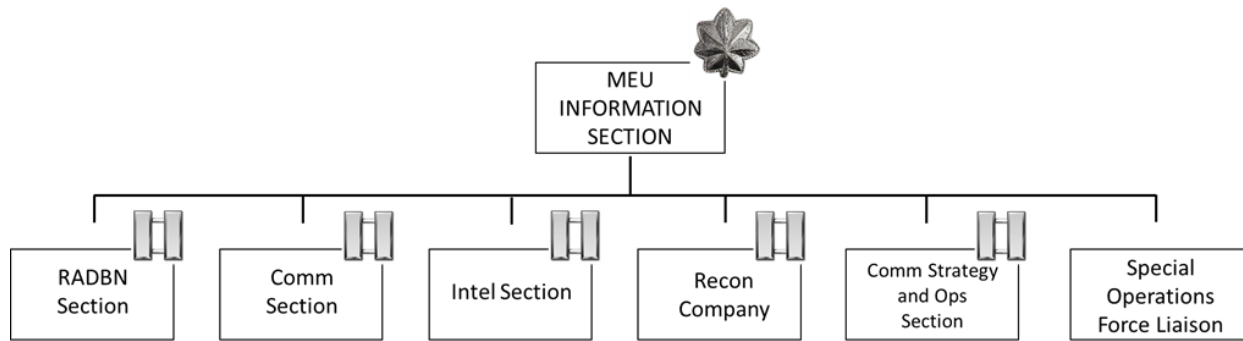 MEU
INFORMATION
SECTION
RADBN
Section
Comm
Section
Intel Section
Recon
Company
Comm Strategy
and Ops
Section
Special
Operations
Force Liaison